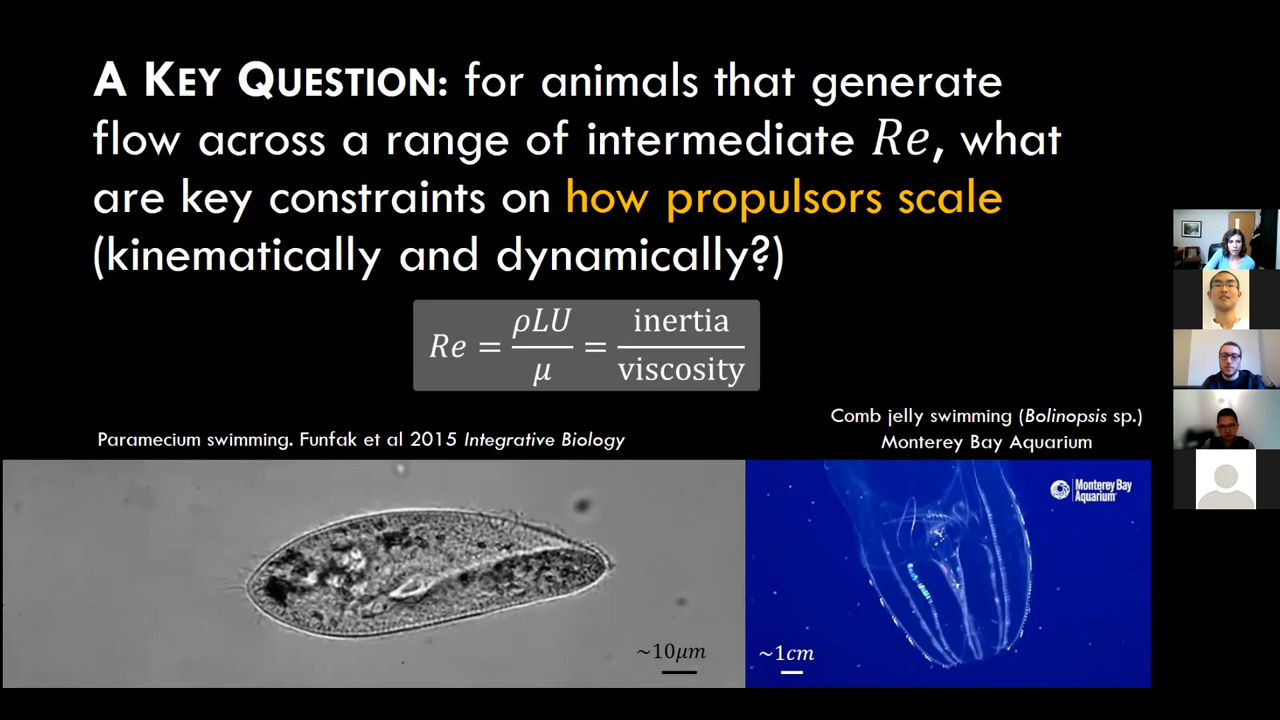 A KEY QUESTION: for animals that generate
flow across a range of intermediate Re, what
are key constraints on how propulsors scale
(kinematically and dynamically?)
Re = ρLU / μ = inertia / viscosity
Paramecium swimming. Funfak et al 2015 Integrative Biology
Comb jelly swimming (Bolinopsis sp.)
Monterey Bay Aquarium
Monterey Bay
Aquarium
~10μm
~1cm